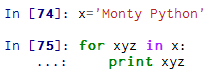 In [74]: x='Monty Python'
In [75]: for xyz in x:
...: print xyz